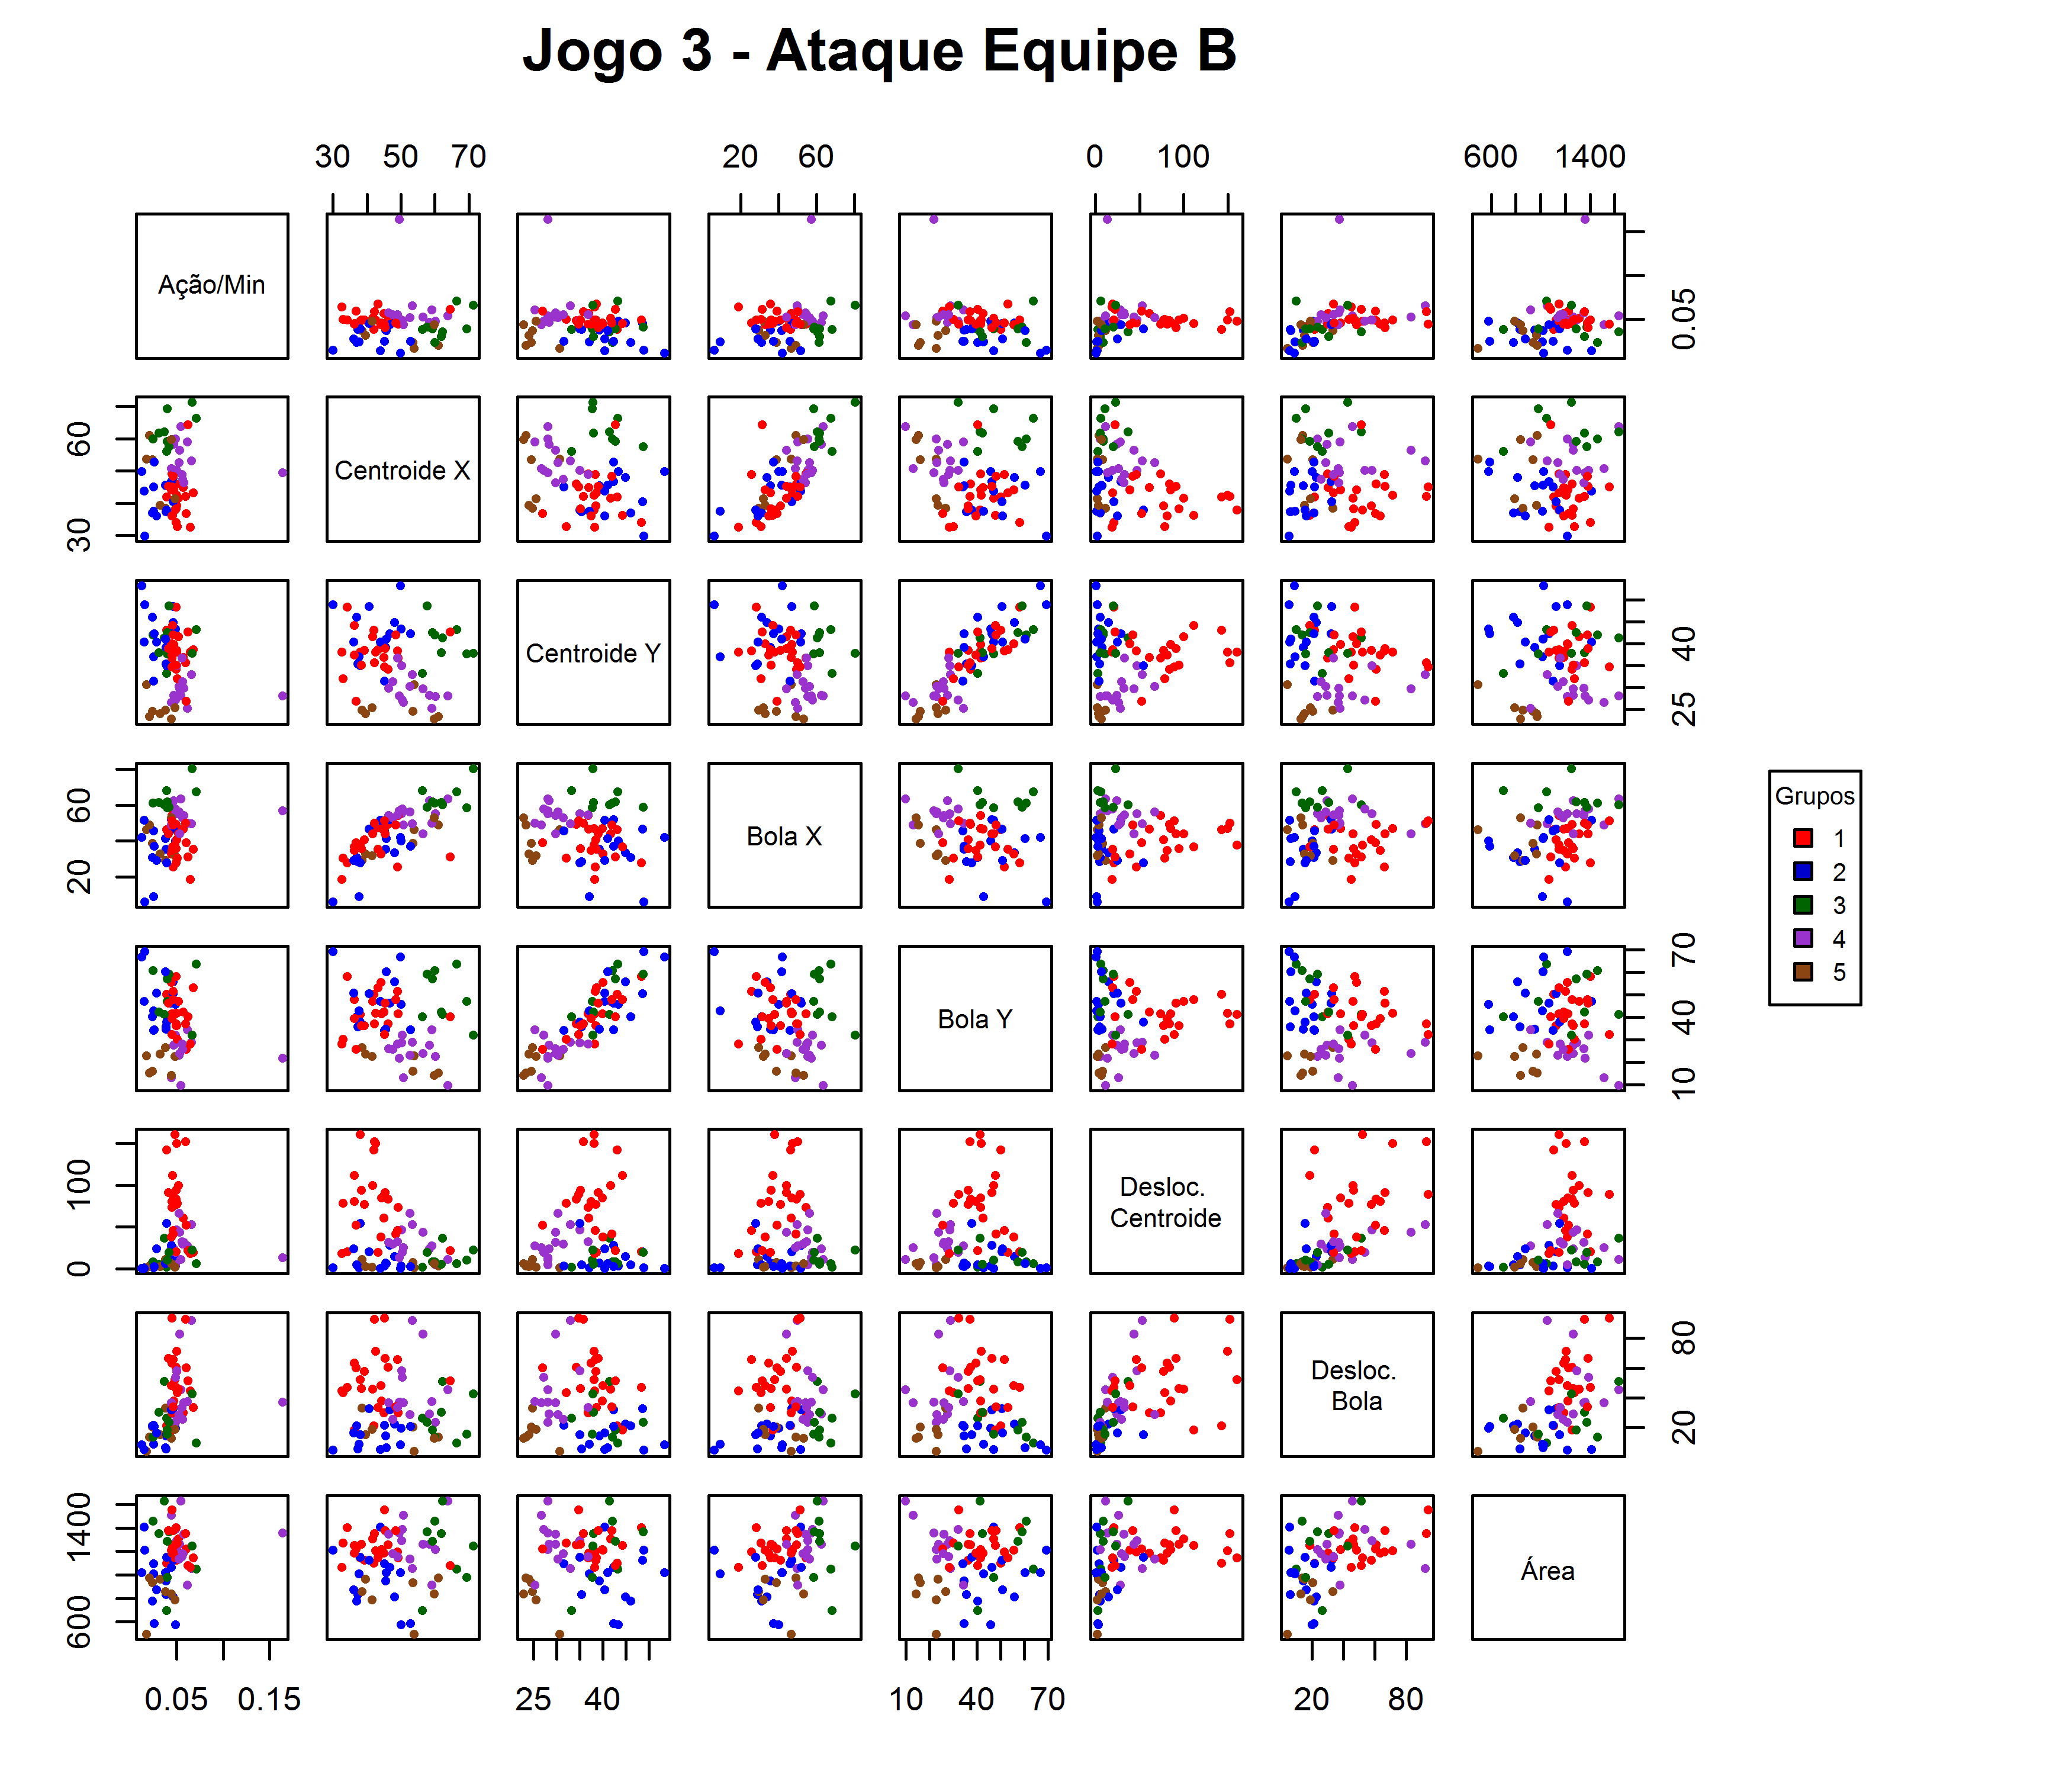 Jogo 3 - Ataque Equipe B
30 50 70 20 60 0 100 600 1400
Ação/Min
0.05
60
30
Centroide X
Centroide Y
40
25
60
20
Bola X
Grupos
1
2
3
4
5
Bola Y
70
40
10
100
0
Desloc.
Centroide
Desloc.
Bola
80
20
1400
600
Área
0.05 0.15 25 40 10 40 70 20 80